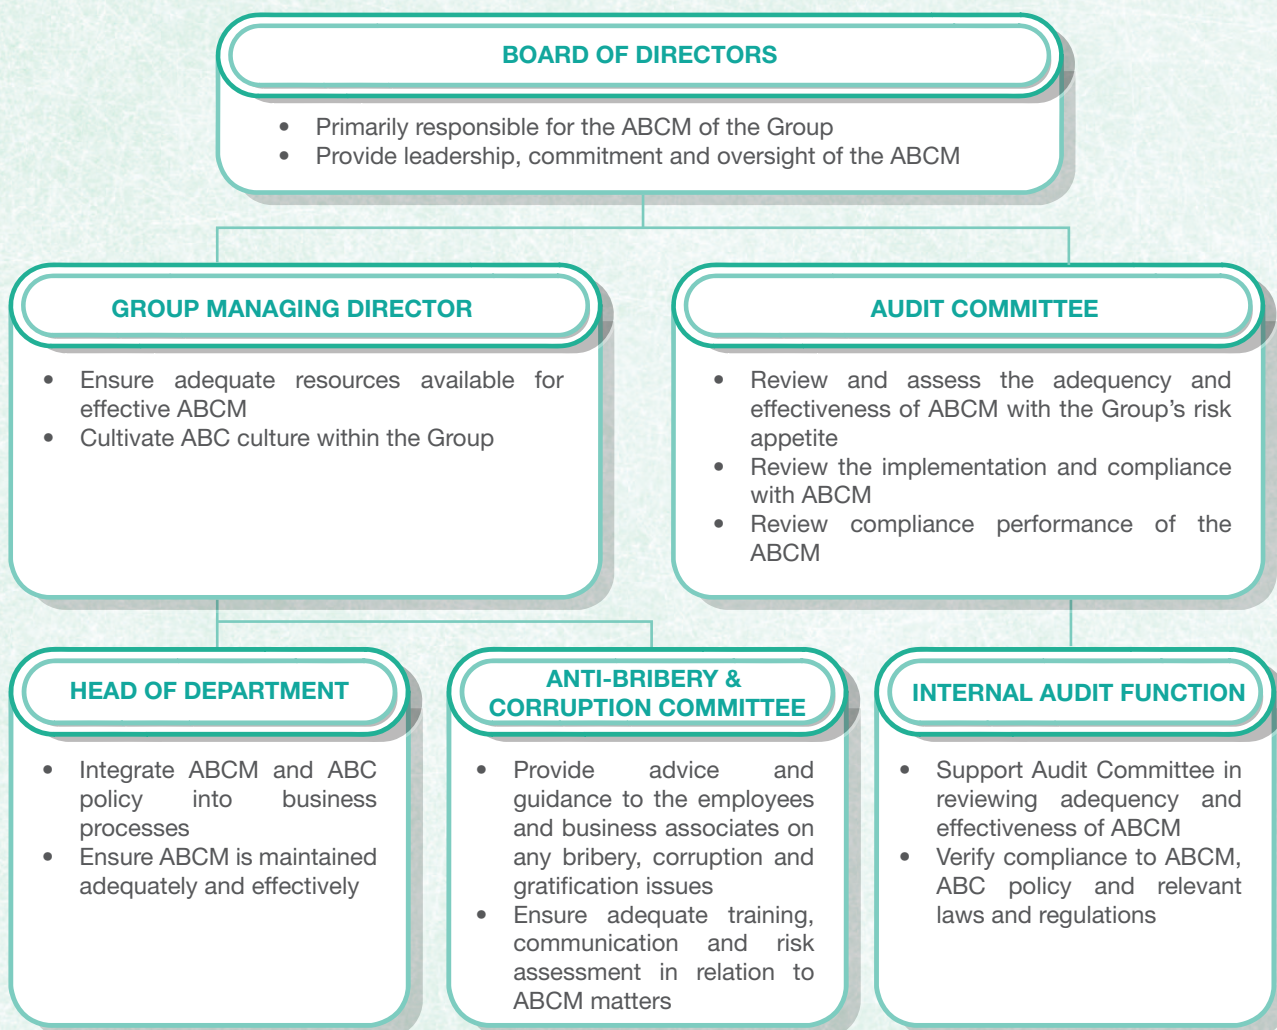 BOARD OF DIRECTORS
• Primarily responsible for the ABCM of the Group
• Provide leadership, commitment and oversight of the ABCM
GROUP MANAGING DIRECTOR
• Ensure adequate resources available for
effective ABCM
• Cultivate ABC culture within the Group
AUDIT COMMITTEE
• Review and assess the adequency and
effectiveness of ABCM with the Group's risk
appetite
• Review the implementation and compliance
with ABCM
• Review compliance performance of the
ABCM
HEAD OF DEPARTMENT
• Integrate ABCM and ABC
policy into business
processes
• Ensure ABCM is maintained
adequately and effectively
ANTI-BRIBERY &
CORRUPTION COMMITTEE
• Provide advice and
guidance to the employees
and business associates on
any bribery, corruption and
gratification issues
• Ensure adequate training,
communication and risk
assessment in relation to
ABCM matters
INTERNAL AUDIT FUNCTION
• Support Audit Committee in
reviewing adequency and
effectiveness of ABCM
• Verify compliance to ABCM,
ABC policy and relevant
laws and regulations